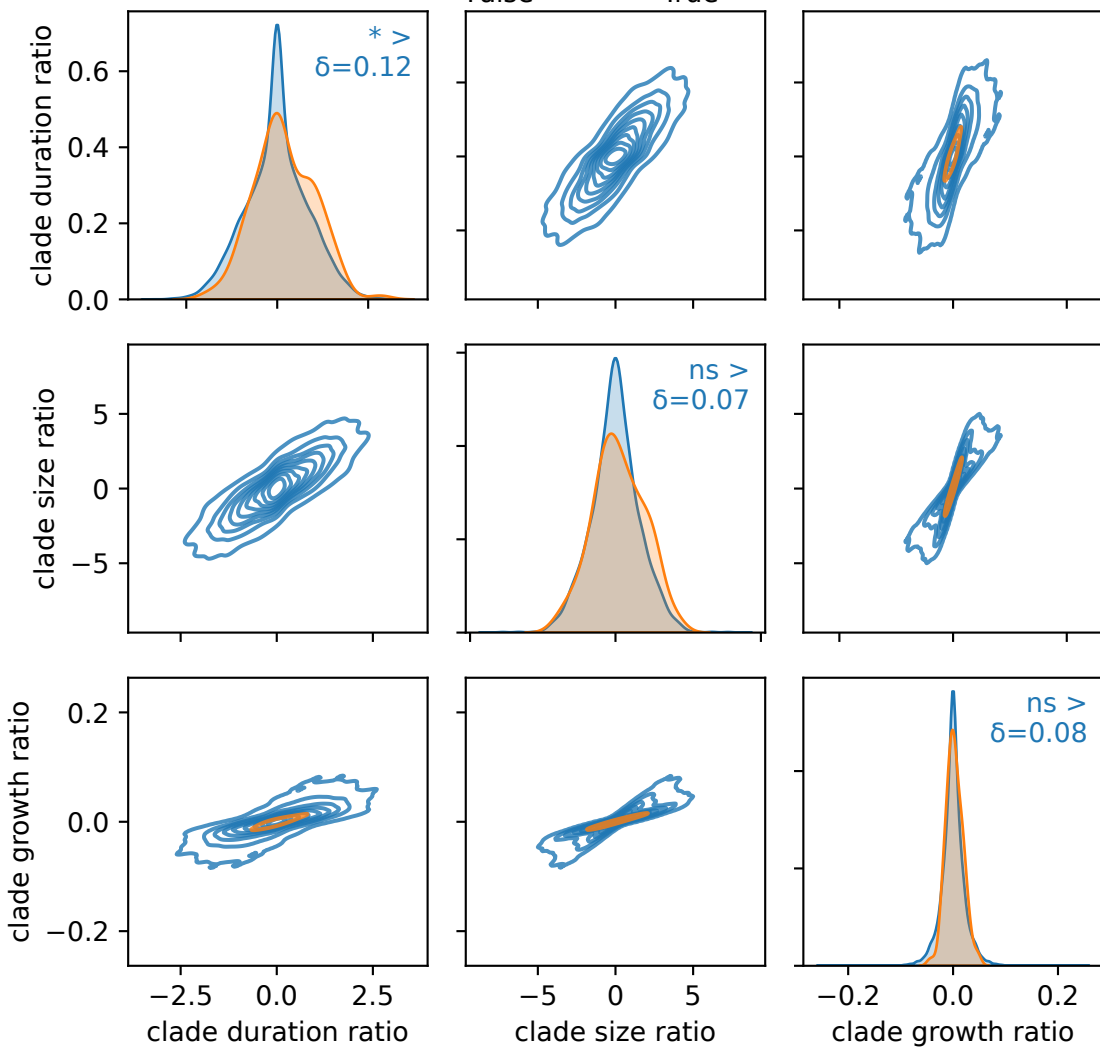 clade duration ratio
0.6
0.4
0.2
0.0
* >
δ=0.12
clade size ratio
5
0
−5
ns >
δ=0.07
clade growth ratio
0.2
0.0
−0.2
ns >
δ=0.08
−2.5 0.0 2.5
−5 0 5
−0.2 0.0 0.2
clade duration ratio
clade size ratio
clade growth ratio